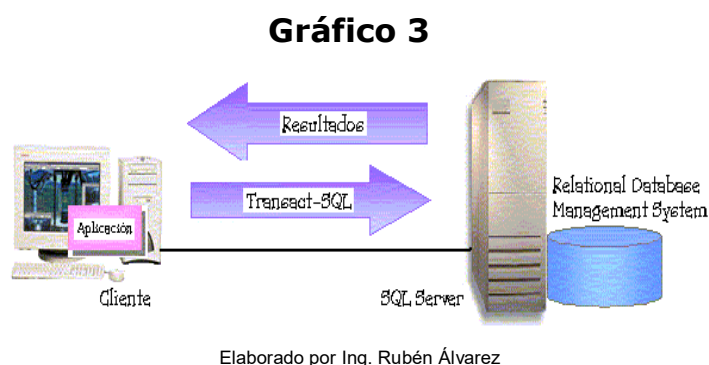 Gráfico 3
Resultados
Transact-SQL
Relational Database
Management System
Aplicación
Cliente
SQL Server
Elaborado por Ing. Rubén Álvarez